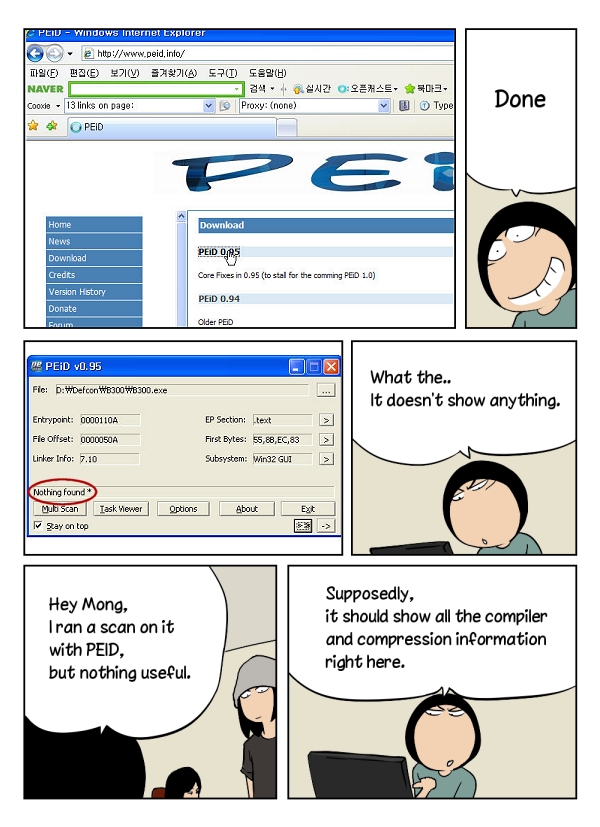 PEiD - Windows Internet Explorer
http://www.peid.info/
파일(F) 편집(E) 보기(V) 즐겨찾기(A) 도구(T) 도움말(H)
NAVER 검색 실시간 오픈캐스트 북마크
Cooxie 13 links on page: Proxy: (none) Type
PEiD
PEi
Home
News
Download
Credits
Version History
Donate
Forum
Download
PEiD 0.95
Core Fixes in 0.95 (to stall for the comming PEiD 1.0)
PEiD 0.94
Older PEiD
Done
PEiD v0.95
File: D:₩Defcon₩B300₩B300.exe ...
Entrypoint: 0000110A EP Section: .text >
File Offset: 0000050A First Bytes: 55,8B,EC,83 >
Linker Info: 7.10 Subsystem: Win32 GUI >
Nothing found *
Multi Scan Task Viewer Options About Exit
Stay on top ->
What the..
It doesn't show anything.
Hey Mong,
I ran a scan on it
with PEID,
but nothing useful.
Supposedly,
it should show all the compiler
and compression information
right here.